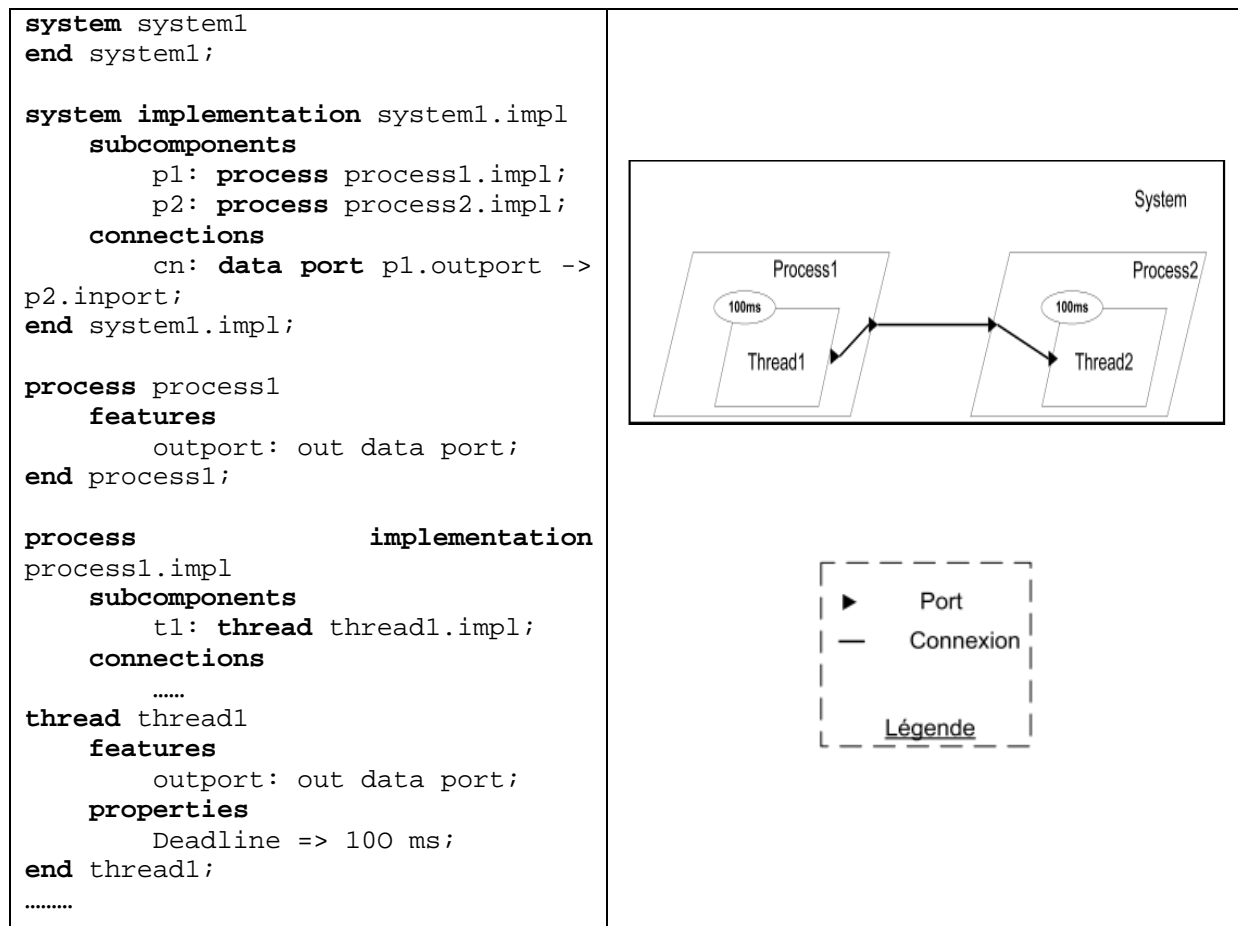 system system1
end system1;
system implementation system1.impl
subcomponents
p1: process process1.impl;
p2: process process2.impl;
connections
cn: data port p1.outport ->
p2.inport;
end system1.impl;
process process1
features
outport: out data port;
end process1;
process implementation
process1.impl
subcomponents
t1: thread thread1.impl;
connections
……
thread thread1
features
outport: out data port;
properties
Deadline => 10O ms;
end thread1;
………
System
Process1
Process2
100ms
100ms
Thread1
Thread2
Port
Connexion
Légende